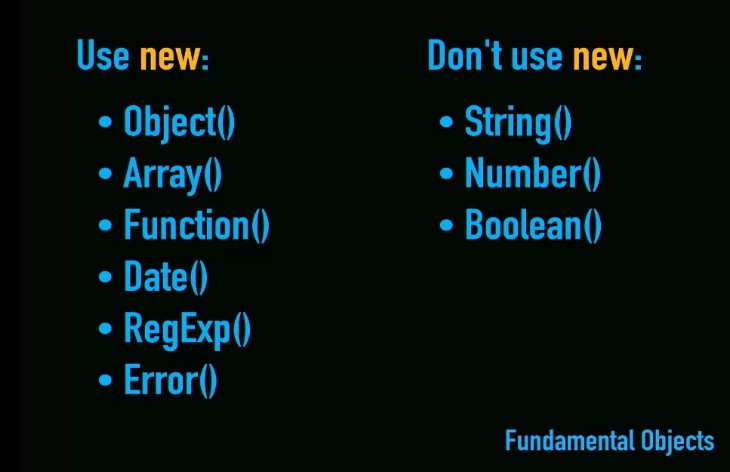 Use new:
• Object()
• Array()
• Function()
• Date()
• RegExp()
• Error()
Don't use new:
• String()
• Number()
• Boolean()
Fundamental Objects